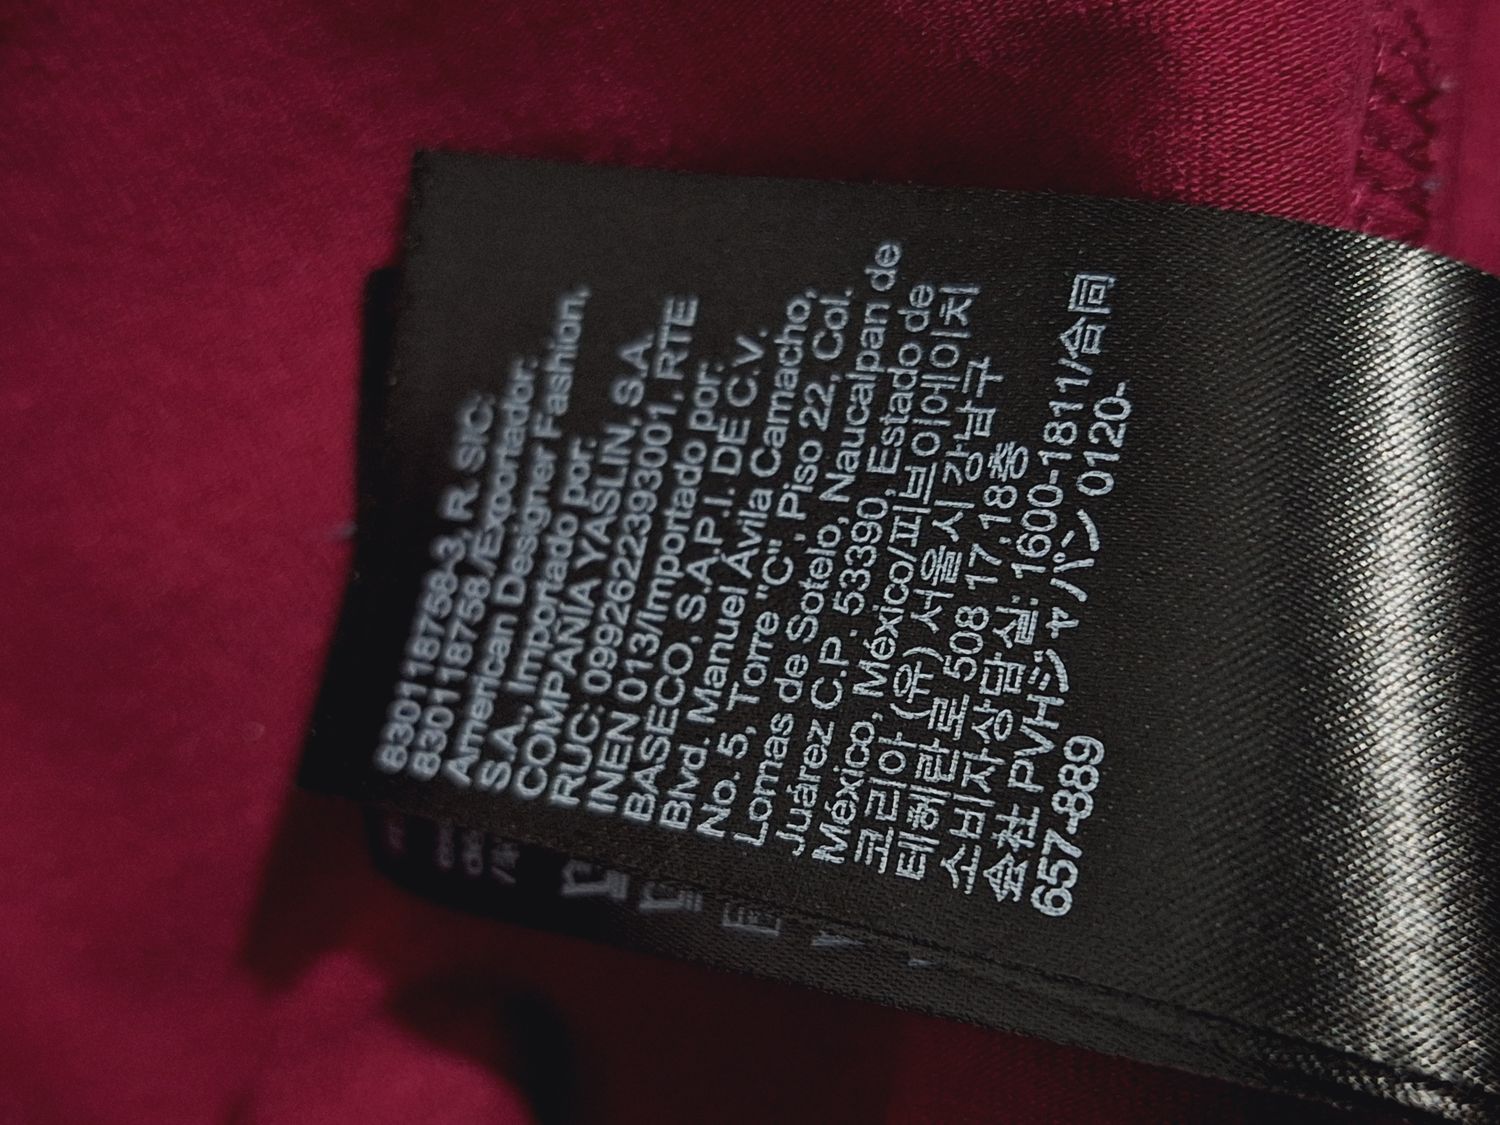 830118758-3, R. SIC:
830118758./Exportador:
American Designer Fashion,
S.A., Importado por:
COMPAÑÍA YASLIN, S.A.
RUC: 0992622393001, RTE
INEN 013/Importado por:
BASECO, S.A.P.I. DE C.V.
Blvd. Manuel Ávila Camacho,
No. 5, Torre "C", Piso 22, Col.
Lomas de Sotelo, Naucalpan de
Juárez C.P. 53390, Estado de
México, México/피브이에이치
코리아 (유) 서울시 강남구
테헤란로 508 17,18층
소비자상담실: 1600-1811/合同
会社 PVHジャパン 0120-
657-889